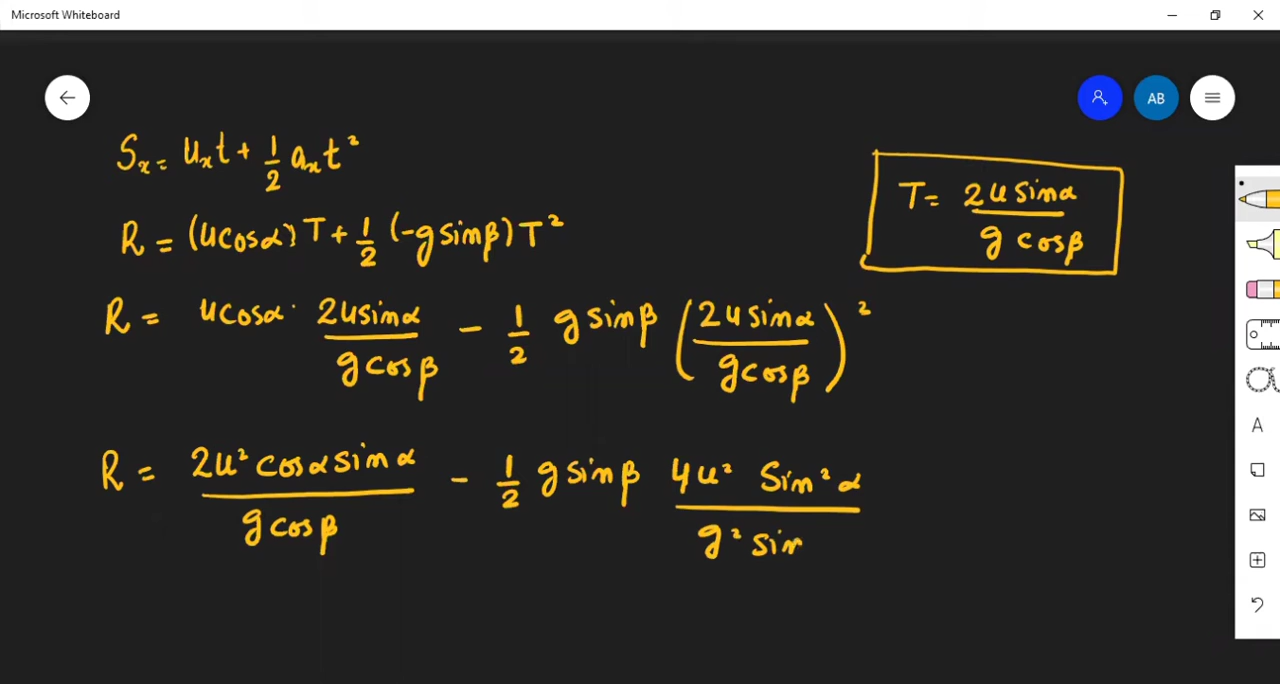 Microsoft Whiteboard
AB
Sx = uxt + 1/2 axt²
T = 2u sinα / g cosβ
R = (u cosα) T + 1/2 (-g sinβ) T²
R = u cosα · 2u sinα / g cosβ - 1/2 g sinβ (2u sinα / g cosβ)²
R = 2u² cosα sinα / g cosβ - 1/2 g sinβ 4u² sin²α / g² sin
A